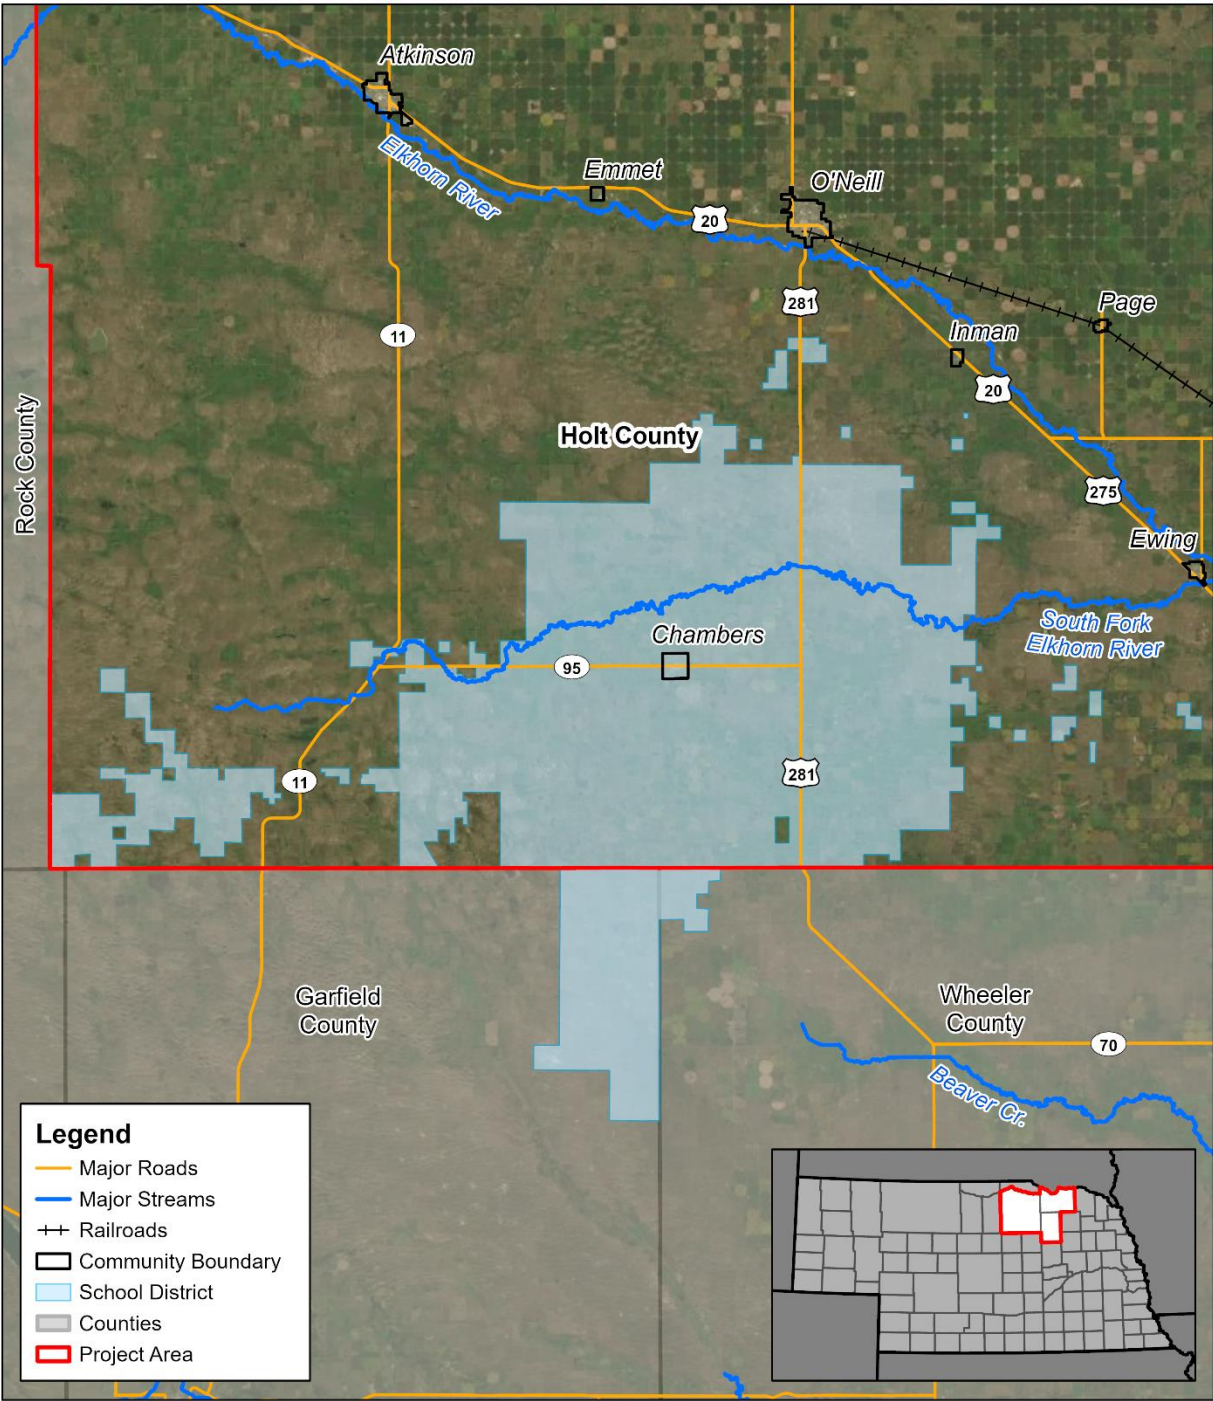 Atkinson
Elkhorn River
Emmet
O'Neill
20
281
Page
Inman
11
20
Rock County
Holt County
275
Ewing
South Fork
Elkhorn River
Chambers
95
11
281
Garfield
County
Wheeler
County
70
Beaver Cr.
Legend
Major Roads
Major Streams
Railroads
Community Boundary
School District
Counties
Project Area